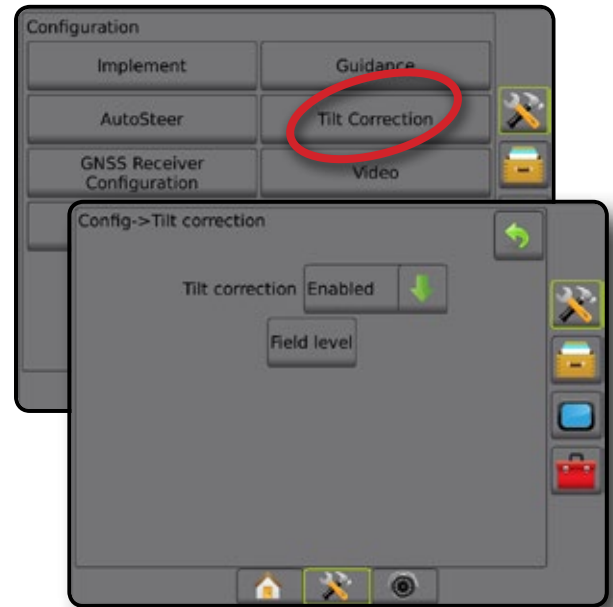 Configuration
Implement
Guidance
AutoSteer
Tilt Correction
GNSS Receiver
Configuration
Video
Config->Tilt correction
Tilt correction Enabled
Field level